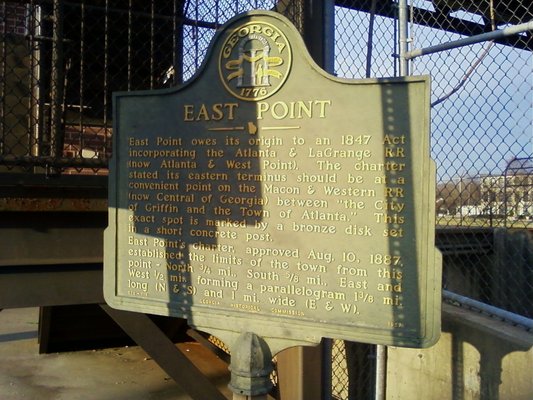 GEORGIA
1776
EAST POINT
East Point owes its origin to an 1847 Act
incorporating the Atlanta & LaGrange RR
(now Atlanta & West Point). The charter
stated its eastern terminus should be at a
convenient point on the Macon & Western RR
(now Central of Georgia) between "the City
of Griffin and the Town of Atlanta." This
exact spot is marked by a bronze disk set
in a short concrete post.
East Point's charter, approved Aug. 10, 1887,
established the limits of the town from this
point - North 3/4 mi., South 5/8 mi., East and
West 1/2 mi. forming a parallelogram 1 3/8 mi.
long (N & S) and 1 mi. wide (E & W).
GEORGIA HISTORICAL COMMISSION